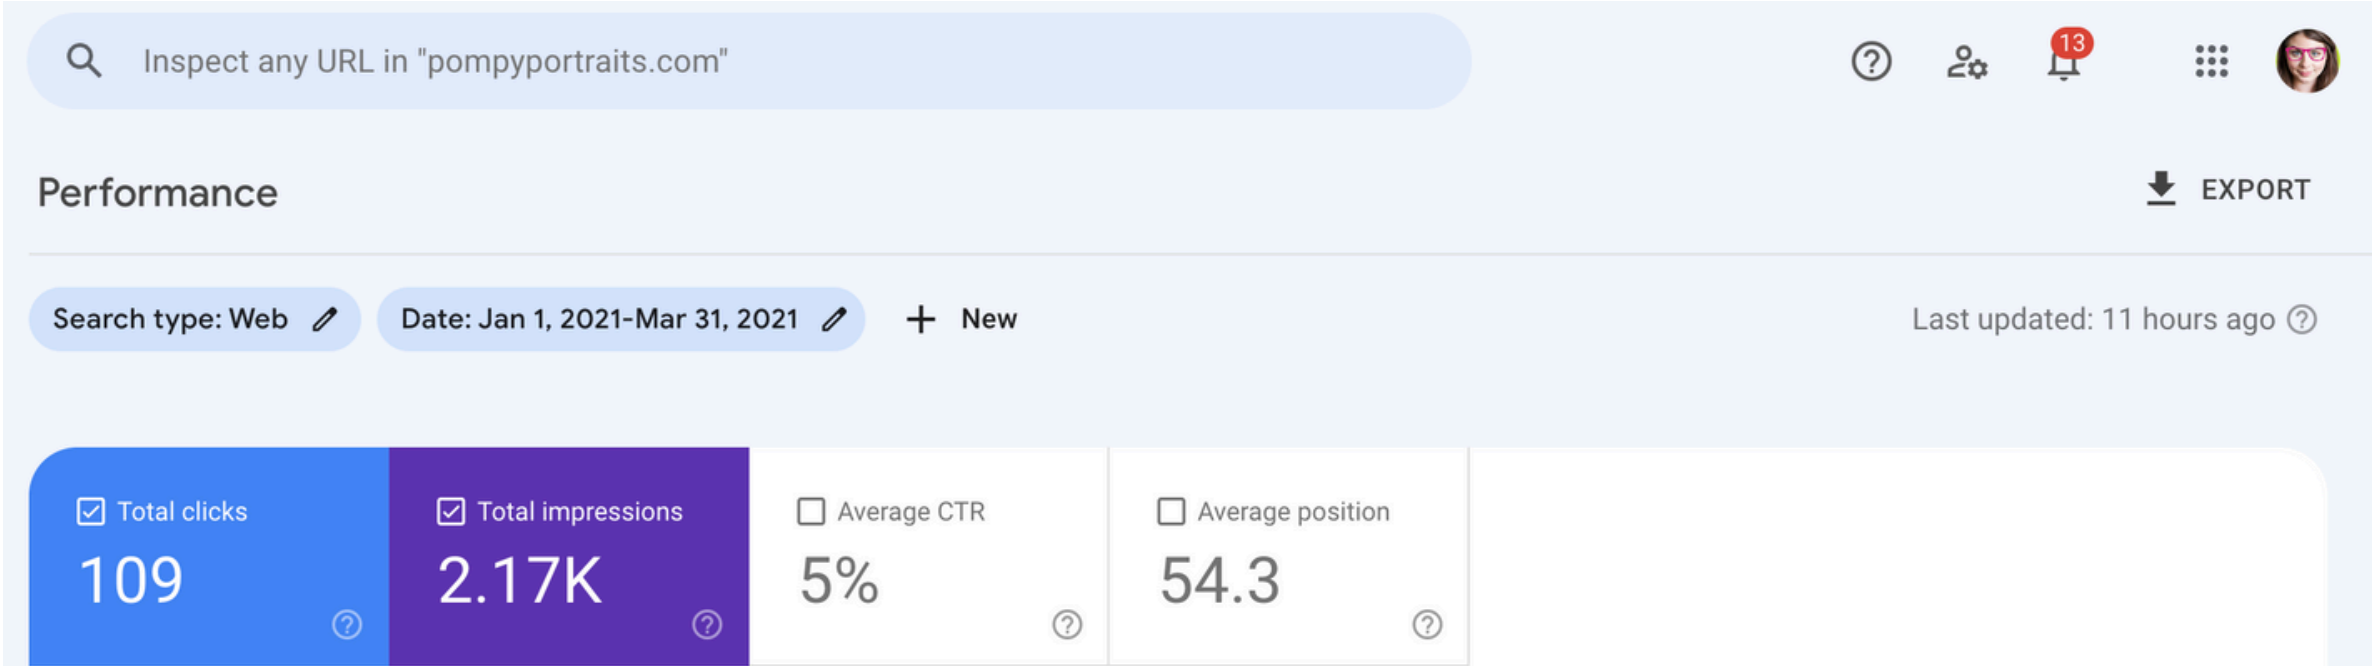 Inspect any URL in "pompyportraits.com"
13
Performance
EXPORT
Search type: Web
Date: Jan 1, 2021-Mar 31, 2021
+ New
Last updated: 11 hours ago
Total clicks
109
Total impressions
2.17K
Average CTR
5%
Average position
54.3